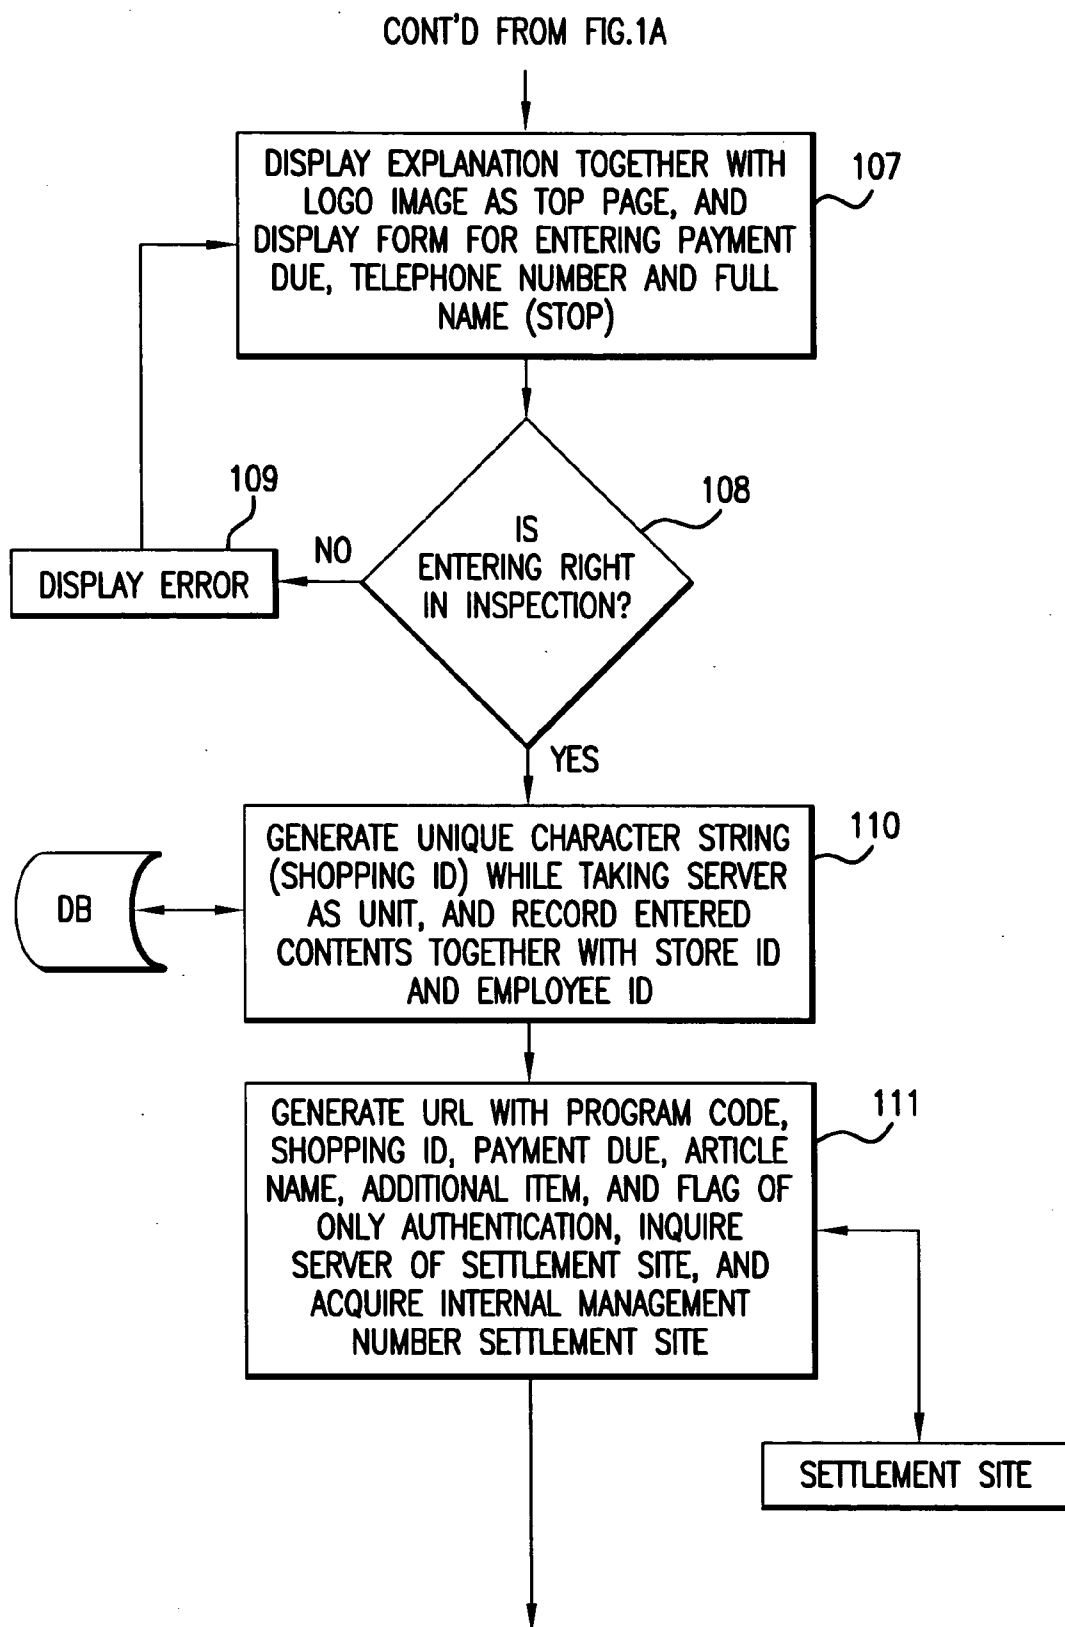 CONT'D FROM FIG.1A
DISPLAY EXPLANATION TOGETHER WITH
LOGO IMAGE AS TOP PAGE, AND
DISPLAY FORM FOR ENTERING PAYMENT
DUE, TELEPHONE NUMBER AND FULL
NAME (STOP)
107
IS
ENTERING RIGHT
IN INSPECTION?
108
NO
109
DISPLAY ERROR
YES
GENERATE UNIQUE CHARACTER STRING
(SHOPPING ID) WHILE TAKING SERVER
AS UNIT, AND RECORD ENTERED
CONTENTS TOGETHER WITH STORE ID
AND EMPLOYEE ID
110
DB
GENERATE URL WITH PROGRAM CODE,
SHOPPING ID, PAYMENT DUE, ARTICLE
NAME, ADDITIONAL ITEM, AND FLAG OF
ONLY AUTHENTICATION, INQUIRE
SERVER OF SETTLEMENT SITE, AND
ACQUIRE INTERNAL MANAGEMENT
NUMBER SETTLEMENT SITE
111
SETTLEMENT SITE